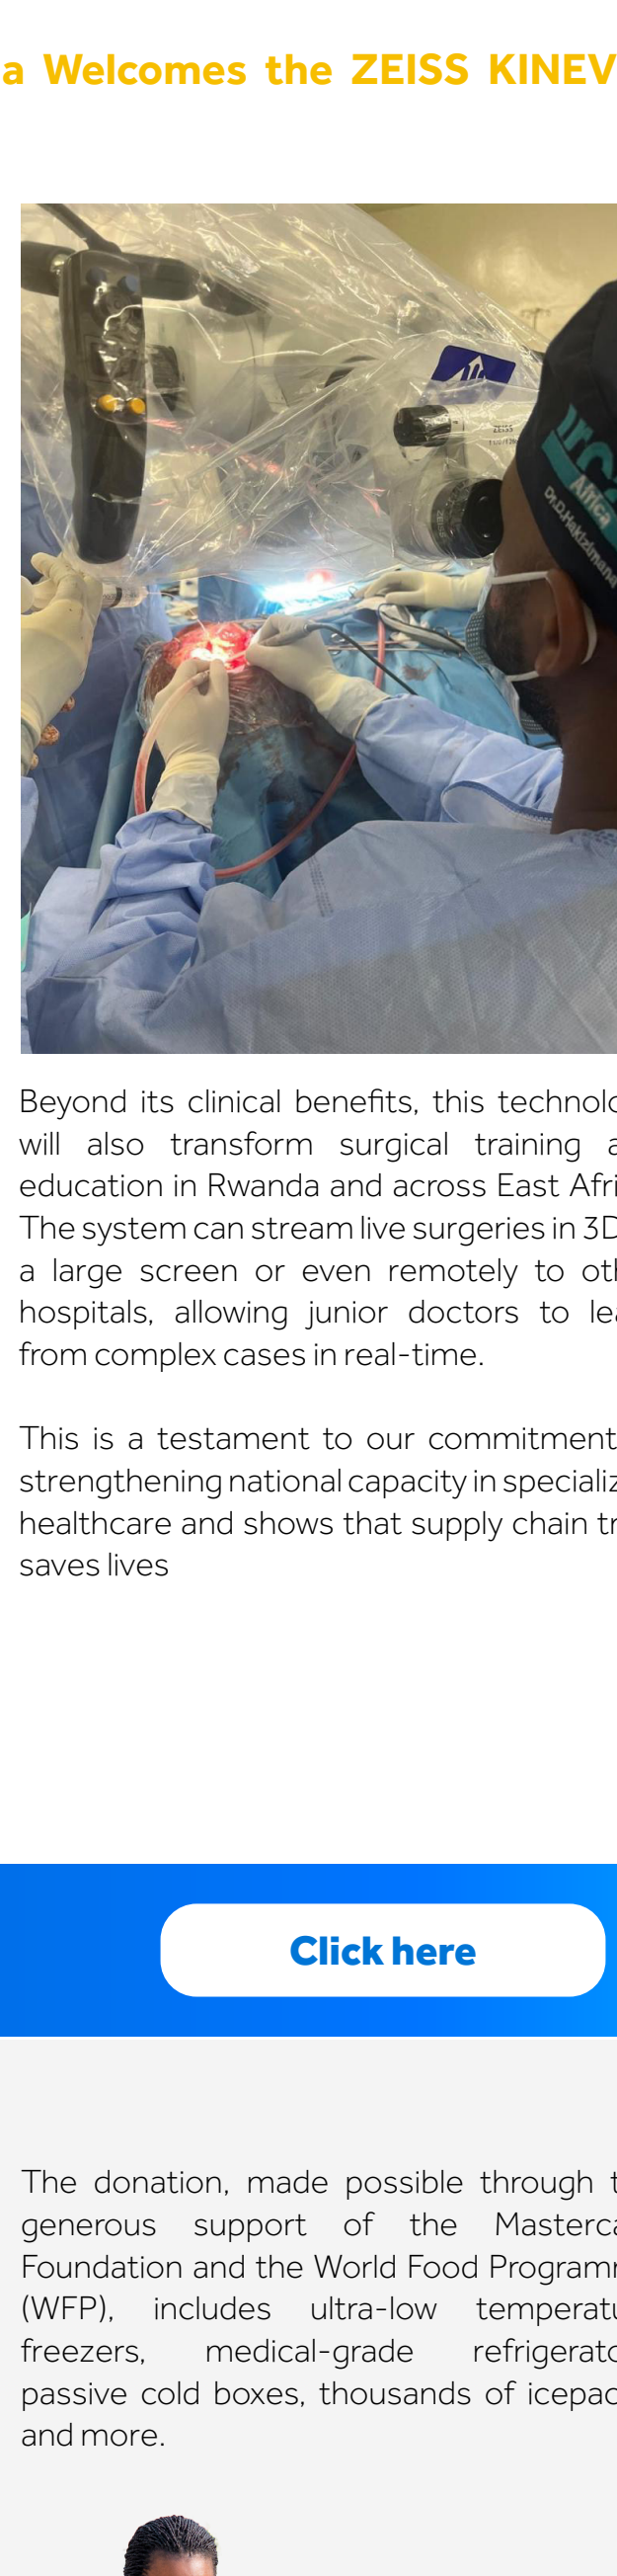 a Welcomes the ZEISS KINEV
ZEISS
Africa
Dr.D.Hakizimana
Beyond its clinical benefits, this technolo
will also transform surgical training a
education in Rwanda and across East Afri
The system can stream live surgeries in 3D
a large screen or even remotely to oth
hospitals, allowing junior doctors to lea
from complex cases in real-time.
This is a testament to our commitment
strengthening national capacity in specializ
healthcare and shows that supply chain tr
saves lives
Click here
The donation, made possible through t
generous support of the Masterca
Foundation and the World Food Programm
(WFP), includes ultra-low temperatu
freezers, medical-grade refrigerato
passive cold boxes, thousands of icepac
and more.